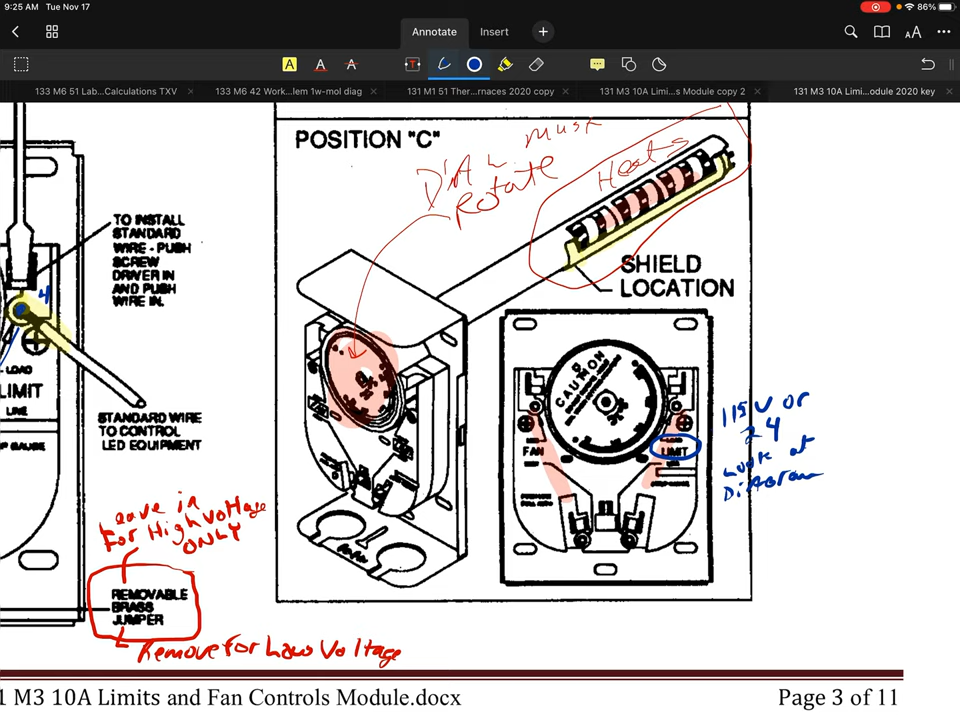 9:25 AM Tue Nov 17
86%
Annotate
Insert
133 M6 51 Lab...Calculations TXV
133 M6 42 Work...lem 1w-mol diag
131 M1 51 Ther...rnaces 2020 copy
131 M3 10A Limi...s Module copy 2
131 M3 10A Limi...odule 2020 key
POSITION "C"
DiAL must
Rotate
Heats
SHIELD
LOCATION
TO INSTALL
STANDARD
WIRE - PUSH
SCREW
DRIVER IN
AND PUSH
WIRE IN.
4
LOAD
LIMIT
LINE
P GAUGE
STANDARD WIRE
TO CONTROL
LED EQUIPMENT
CAUTION
FAN
LOAD
LIMIT
115V or
24
Look at
Diagram
Leave in
For High Voltage
ONLY
REMOVABLE
BRASS
JUMPER
Remove for Low Voltage
1 M3 10A Limits and Fan Controls Module.docx
Page 3 of 11